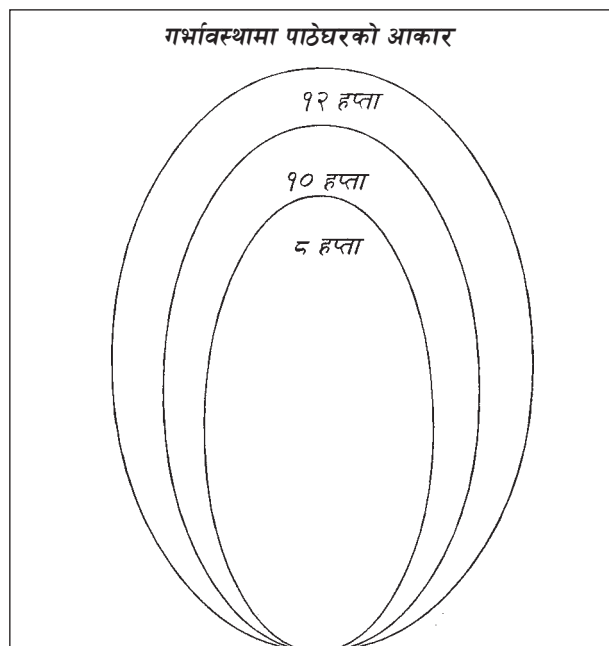 गर्भावस्थामा पाठेघरको आकार
१२ हप्ता
१० हप्ता
८ हप्ता